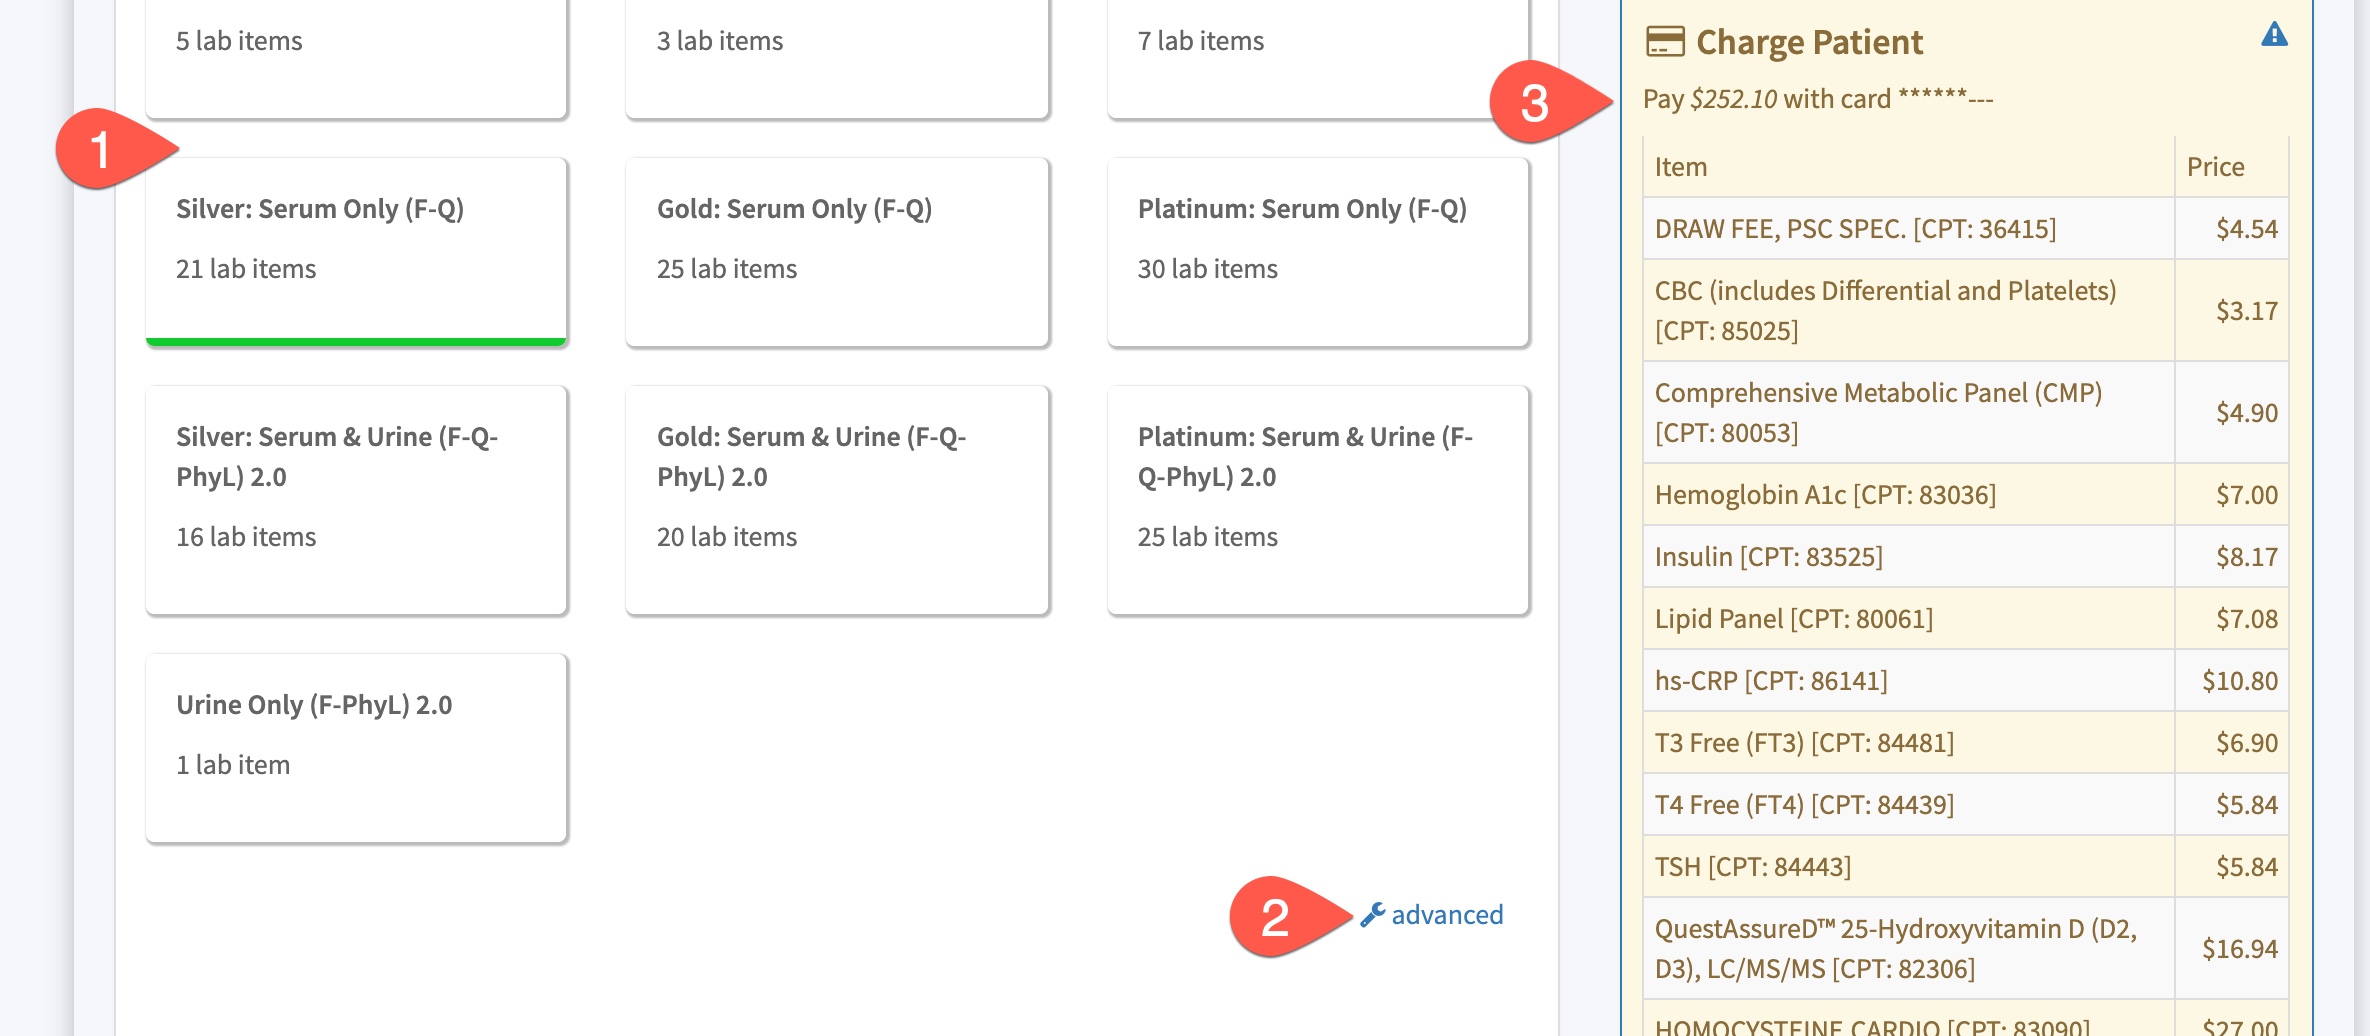 5 lab items
3 lab items
7 lab items
1
Silver: Serum Only (F-Q)
21 lab items
Gold: Serum Only (F-Q)
25 lab items
Platinum: Serum Only (F-Q)
30 lab items
Silver: Serum & Urine (F-Q-
PhyL) 2.0
16 lab items
Gold: Serum & Urine (F-Q-
PhyL) 2.0
20 lab items
Platinum: Serum & Urine (F-
Q-PhyL) 2.0
25 lab items
Urine Only (F-PhyL) 2.0
1 lab item
2
advanced
3
Charge Patient
Pay $252.10 with card ******---
Item Price
DRAW FEE, PSC SPEC. [CPT: 36415] $4.54
CBC (includes Differential and Platelets)
[CPT: 85025] $3.17
Comprehensive Metabolic Panel (CMP)
[CPT: 80053] $4.90
Hemoglobin A1c [CPT: 83036] $7.00
Insulin [CPT: 83525] $8.17
Lipid Panel [CPT: 80061] $7.08
hs-CRP [CPT: 86141] $10.80
T3 Free (FT3) [CPT: 84481] $6.90
T4 Free (FT4) [CPT: 84439] $5.84
TSH [CPT: 84443] $5.84
QuestAssureD™ 25-Hydroxyvitamin D (D2,
D3), LC/MS/MS [CPT: 82306] $16.94
HOMOCYSTEINE CARDIO [CPT: 83090] $27.00